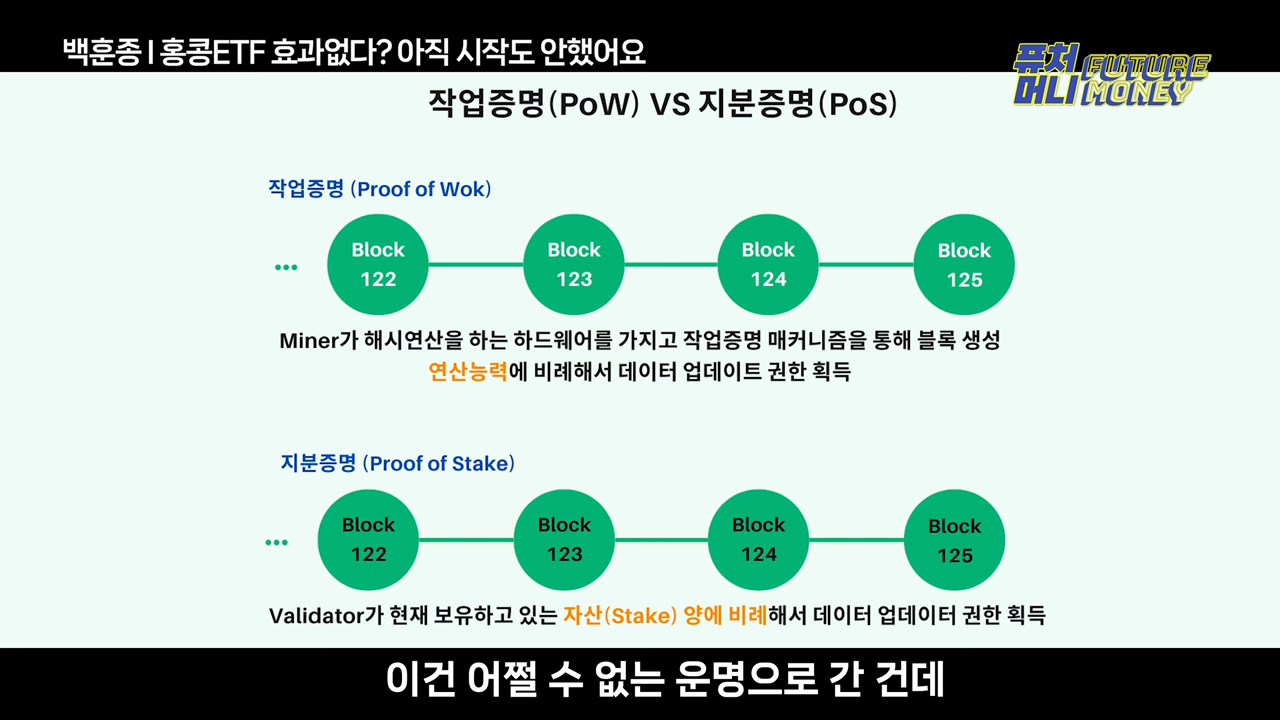 백훈종 I 홍콩ETF 효과없다? 아직 시작도 안했어요
퓨처
머니
FUTURE
MONEY
작업증명(PoW) VS 지분증명(PoS)
작업증명 (Proof of Wok)
Block
122
Block
123
Block
124
Block
125
Miner가 해시연산을 하는 하드웨어를 가지고 작업증명 매커니즘을 통해 블록 생성
연산능력에 비례해서 데이터 업데이트 권한 획득
지분증명 (Proof of Stake)
Block
122
Block
123
Block
124
Block
125
Validator가 현재 보유하고 있는 자산(Stake) 양에 비례해서 데이터 업데이터 권한 획득
이건 어쩔 수 없는 운명으로 간 건데